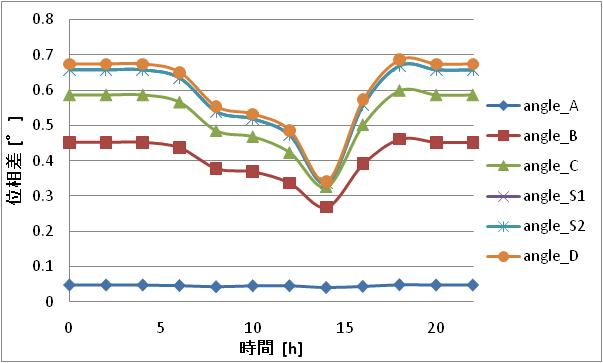 0.8
0.7
0.6
0.5
0.4
0.3
0.2
0.1
0
位相差 [°]
0 5 10 15 20
時間 [h]
angle_A
angle_B
angle_C
angle_S1
angle_S2
angle_D